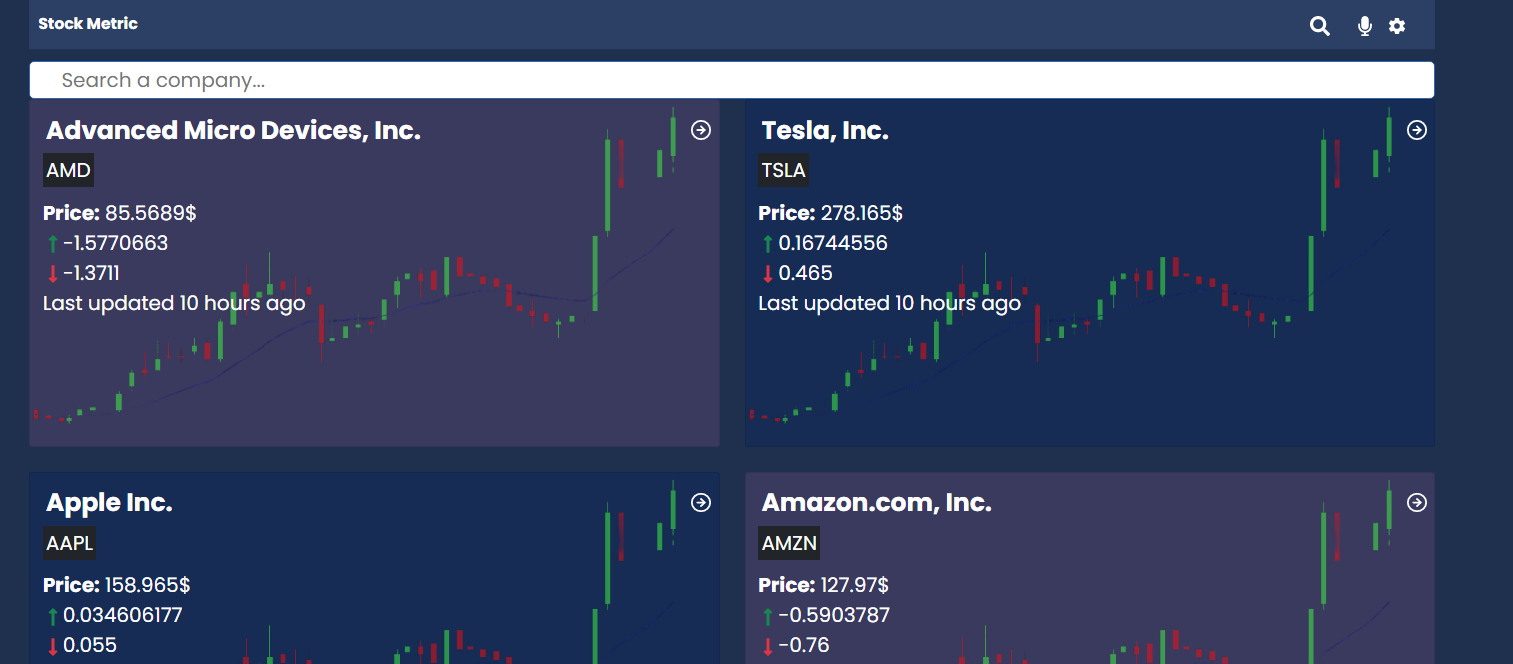 Stock Metric
Search a company...
Advanced Micro Devices, Inc.
AMD
Price: 85.5689$
-1.5770663
-1.3711
Last updated 10 hours ago
Tesla, Inc.
TSLA
Price: 278.165$
0.16744556
0.465
Last updated 10 hours ago
Apple Inc.
AAPL
Price: 158.965$
0.034606177
0.055
Amazon.com, Inc.
AMZN
Price: 127.97$
-0.5903787
-0.76